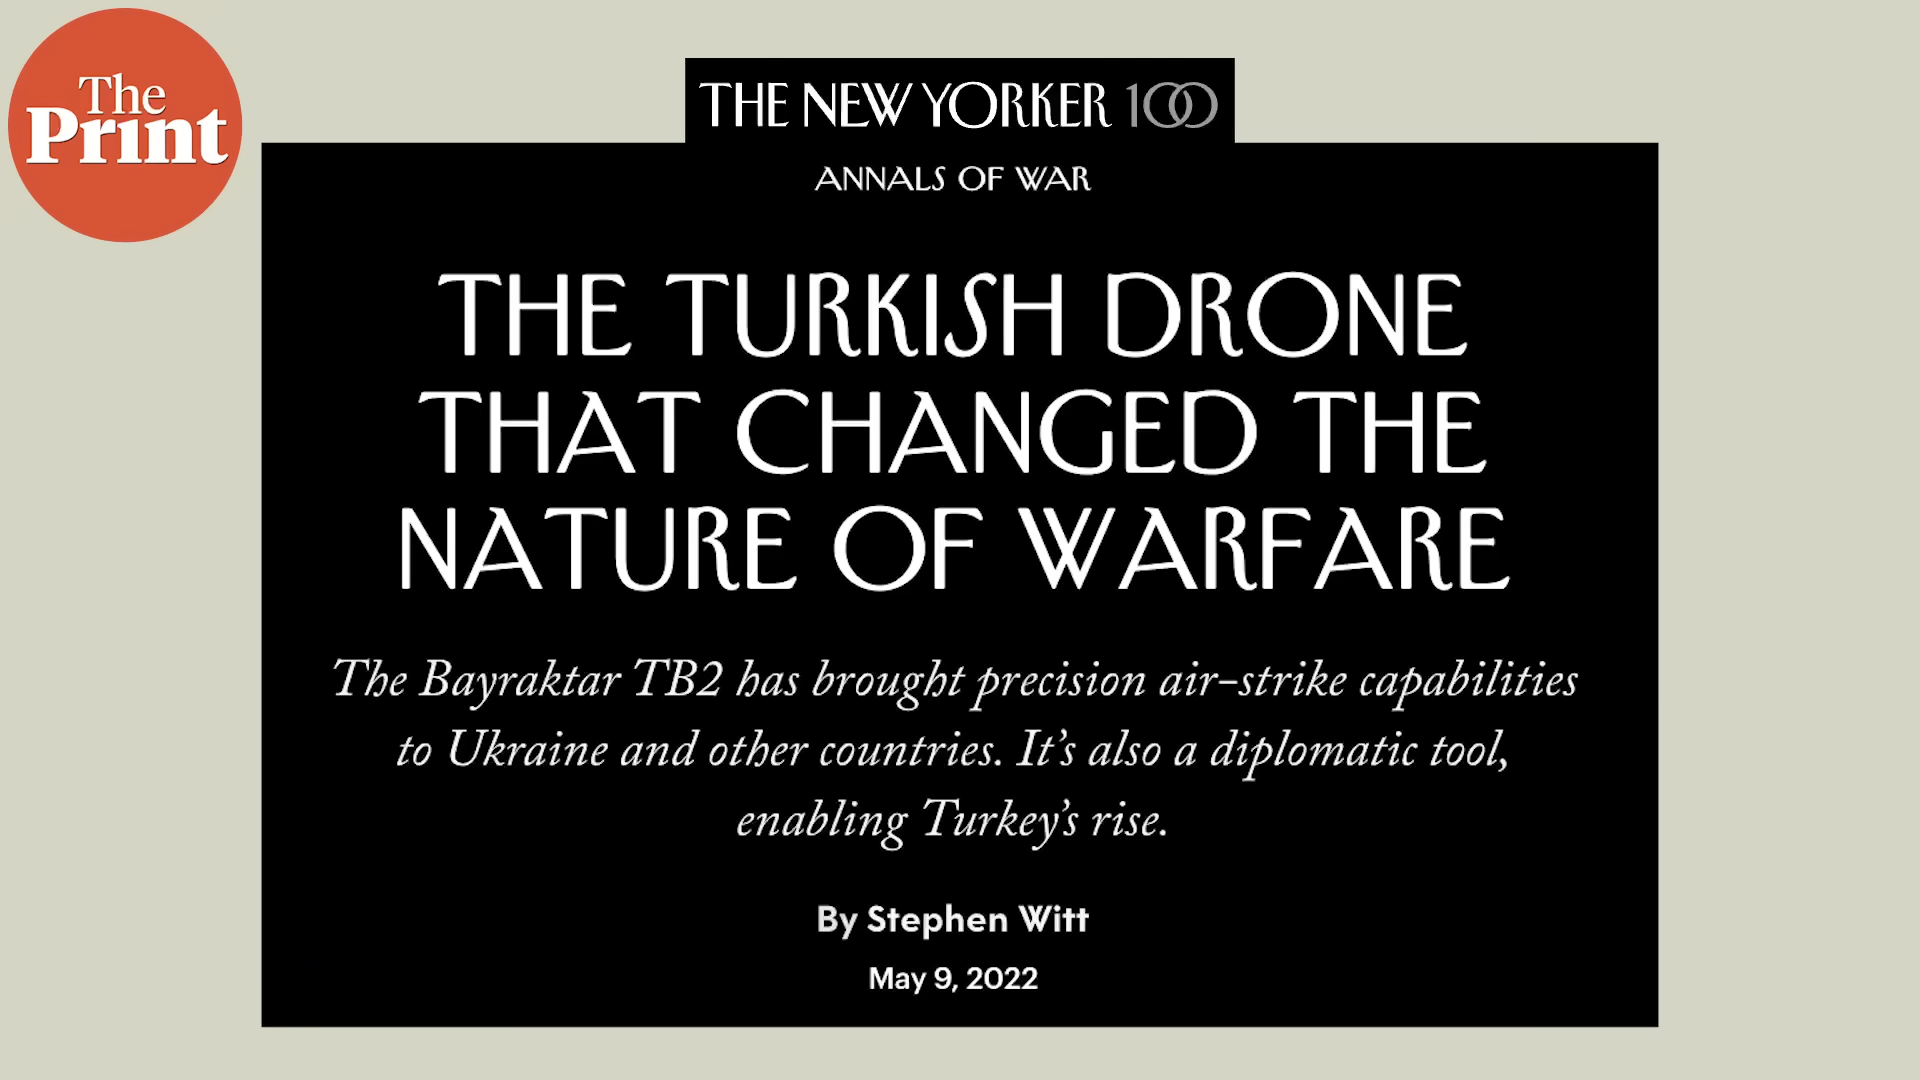 The
Print
THE NEW YORKER 100
ANNALS OF WAR
THE TURKISH DRONE
THAT CHANGED THE
NATURE OF WARFARE
The Bayraktar TB2 has brought precision air-strike capabilities
to Ukraine and other countries. It’s also a diplomatic tool,
enabling Turkey’s rise.
By Stephen Witt
May 9, 2022